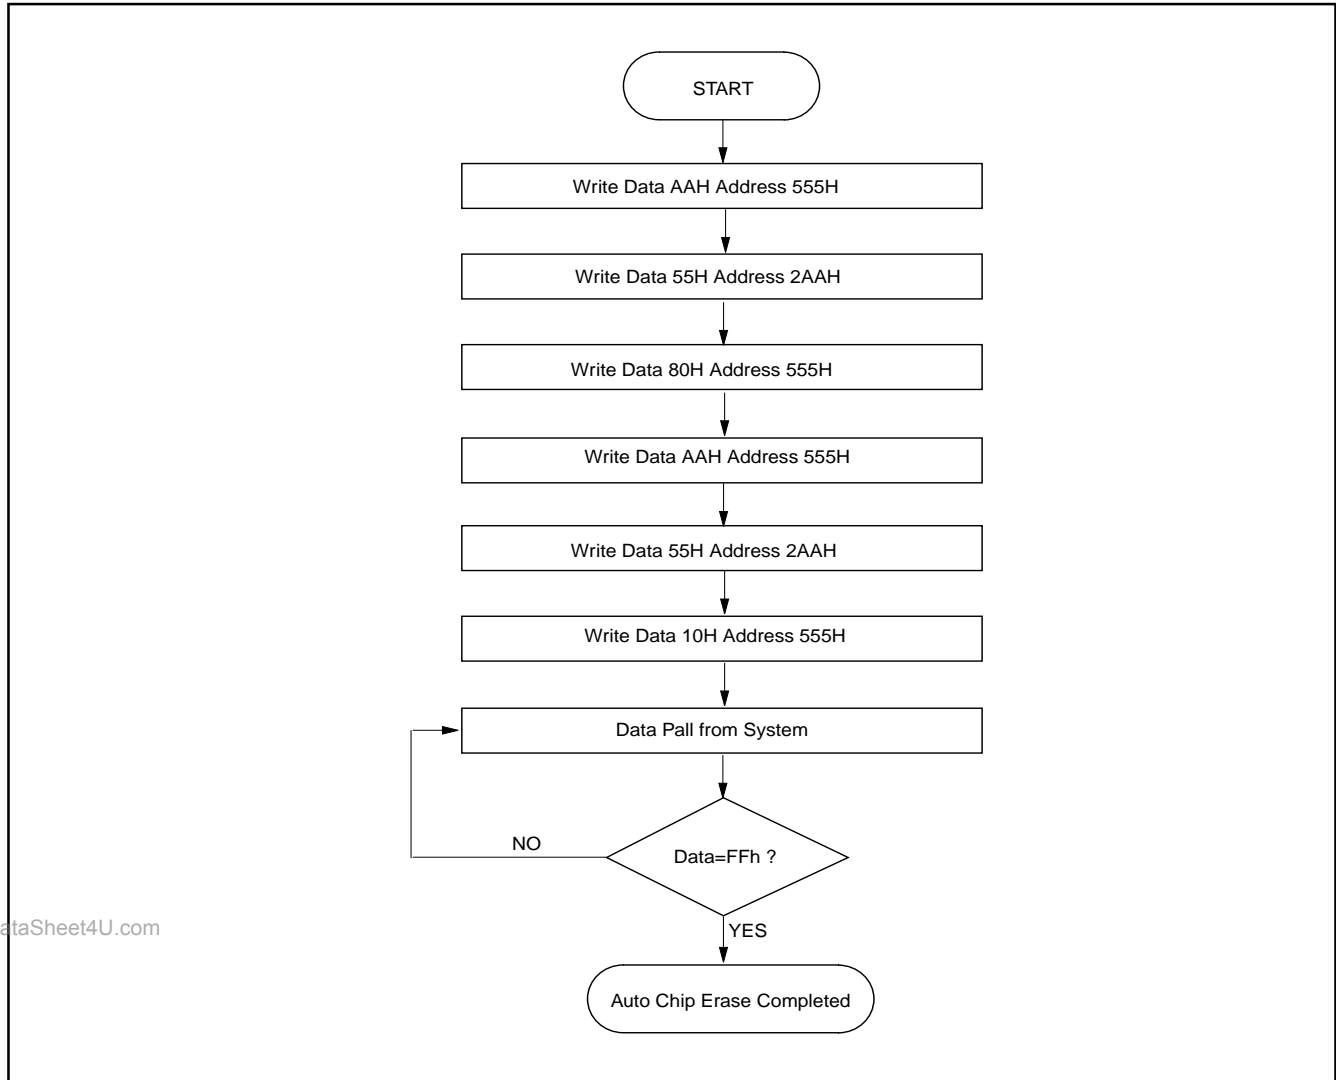 START
Write Data AAH Address 555H
Write Data 55H Address 2AAH
Write Data 80H Address 555H
Write Data AAH Address 555H
Write Data 55H Address 2AAH
Write Data 10H Address 555H
Data Pall from System
NO
Data=FFh ?
ataSheet4U.com
YES
Auto Chip Erase Completed